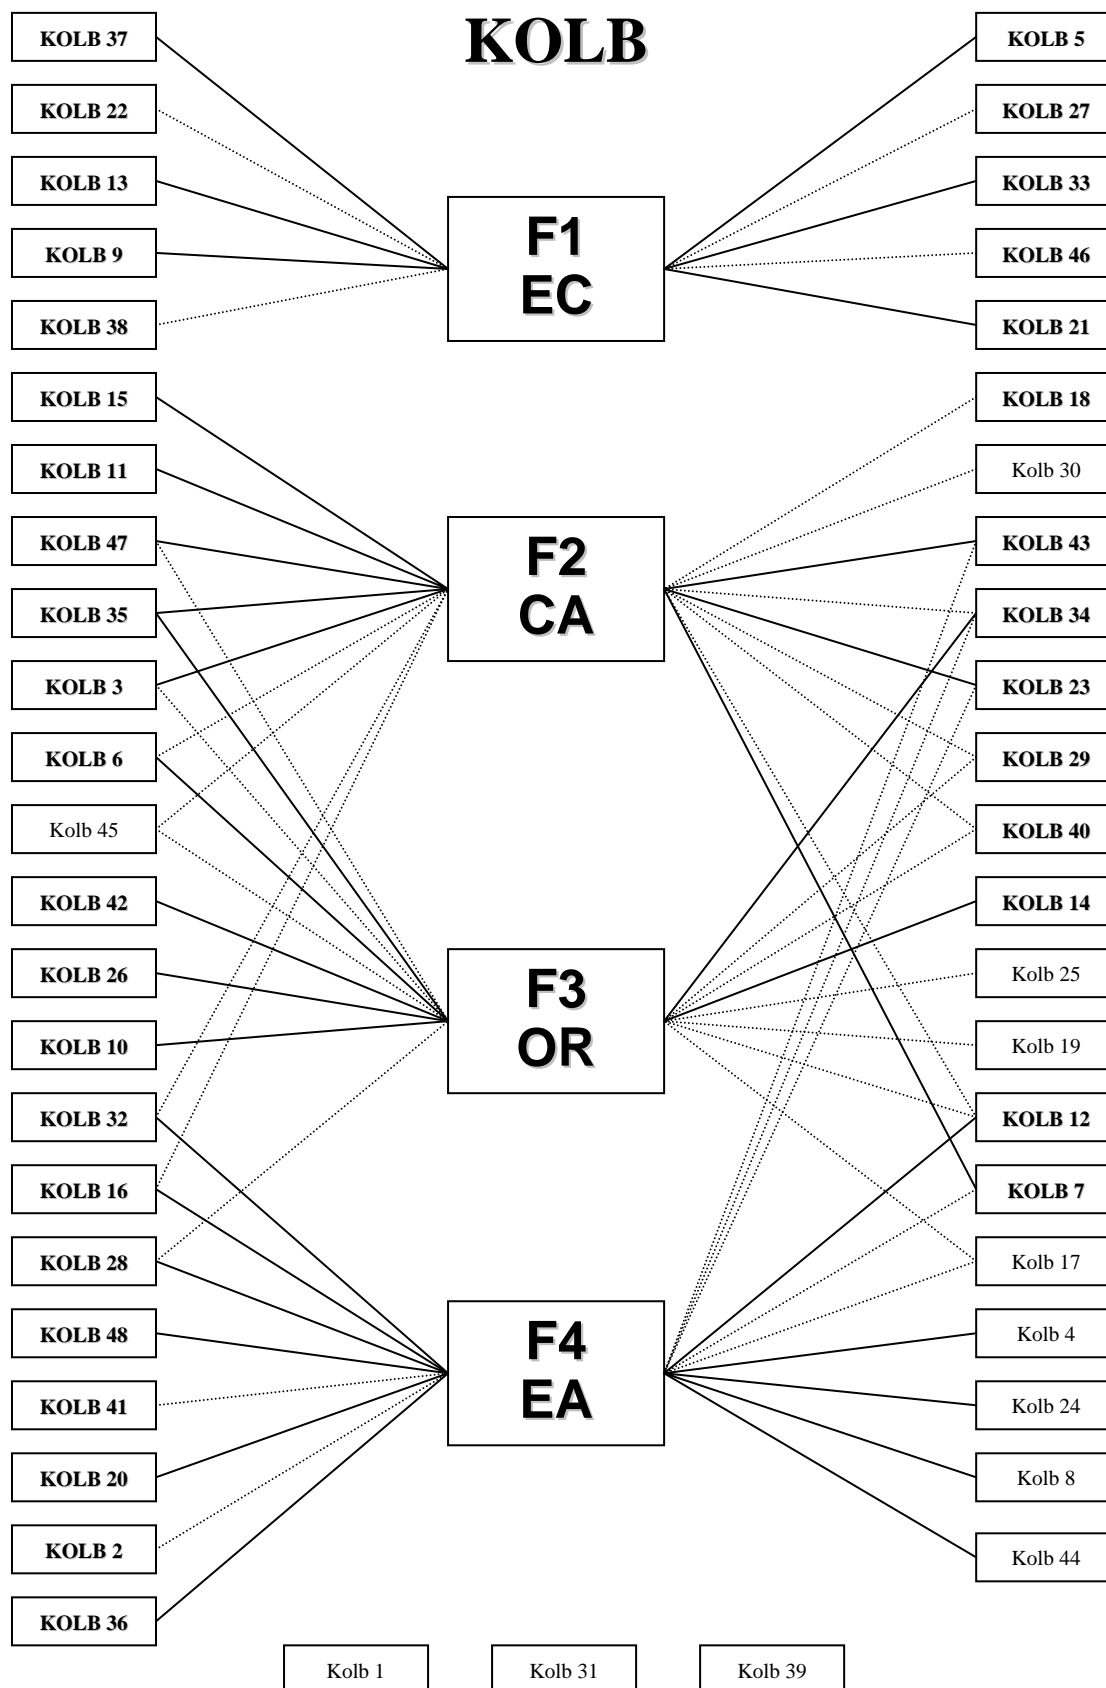 KOLB
KOLB 37
KOLB 22
KOLB 13
KOLB 9
KOLB 38
KOLB 15
KOLB 11
KOLB 47
KOLB 35
KOLB 3
KOLB 6
Kolb 45
KOLB 42
KOLB 26
KOLB 10
KOLB 32
KOLB 16
KOLB 28
KOLB 48
KOLB 41
KOLB 20
KOLB 2
KOLB 36
F1
EC
F2
CA
F3
OR
F4
EA
KOLB 5
KOLB 27
KOLB 33
KOLB 46
KOLB 21
KOLB 18
Kolb 30
KOLB 43
KOLB 34
KOLB 23
KOLB 29
KOLB 40
KOLB 14
Kolb 25
Kolb 19
KOLB 12
KOLB 7
Kolb 17
Kolb 4
Kolb 24
Kolb 8
Kolb 44
Kolb 1
Kolb 31
Kolb 39